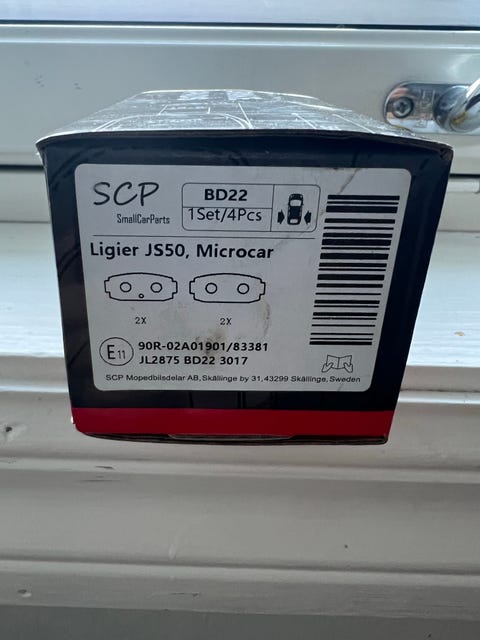 SCP
SmallCarParts
BD22
1Set/4Pcs
Ligier JS50, Microcar
2X
2X
E11
90R-02A01901/83381
JL2875 BD22 3017
SCP Mopedbilsdelar AB, Skällinge by 31,43299 Skällinge, Sweden